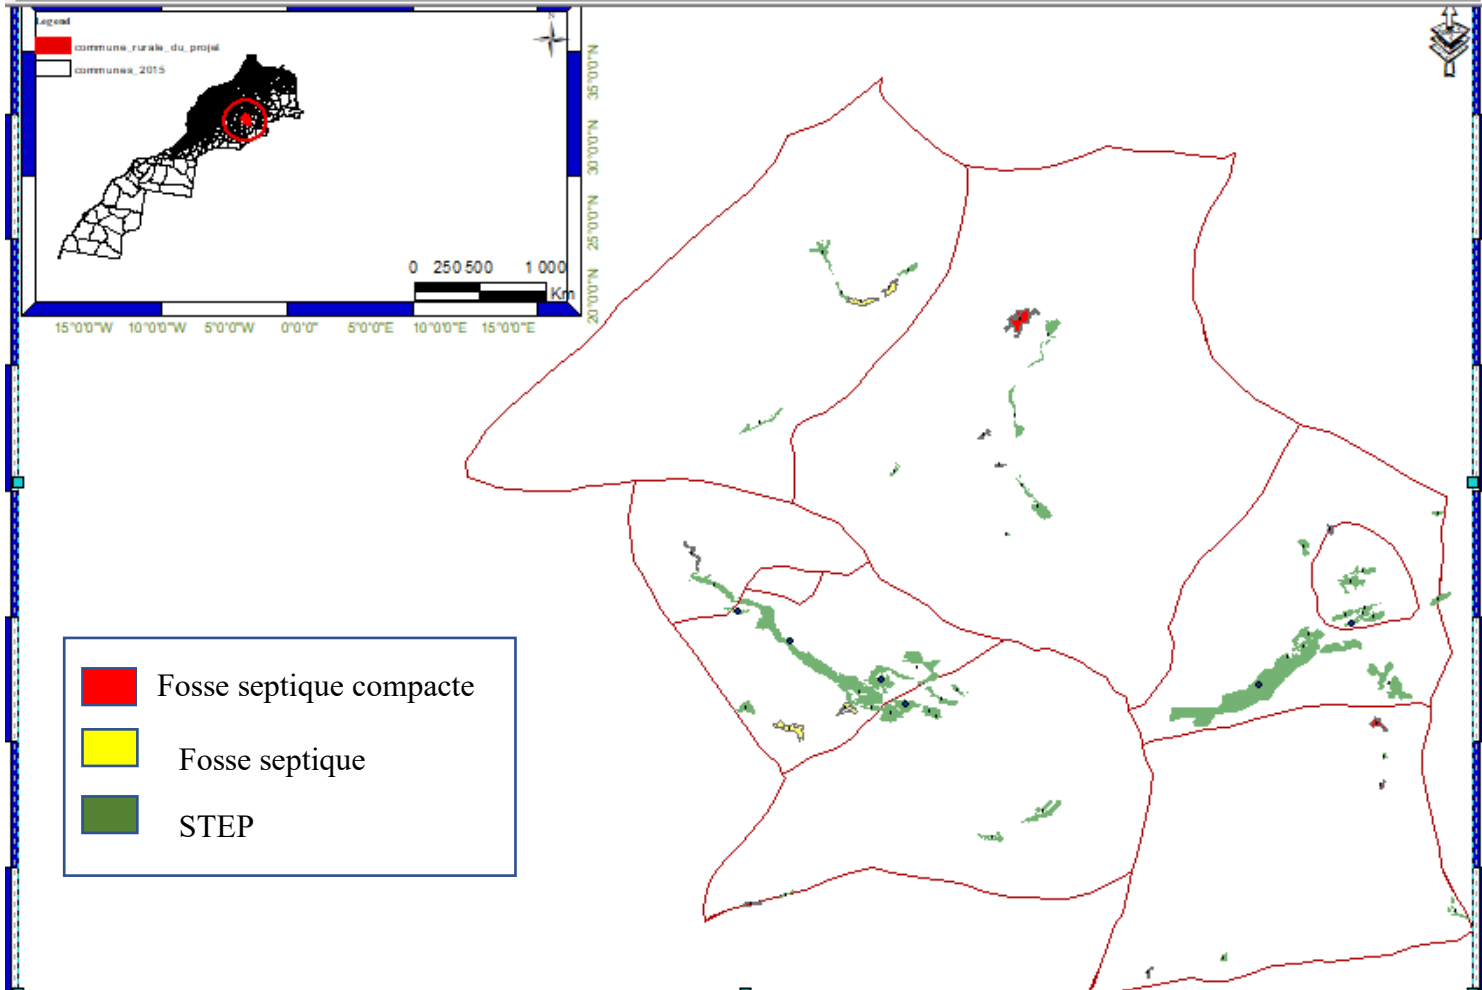 Legend
N
commune_rurale_du_projet
communes_2015
0 250 500 1 000
Km
35°0'0"N
30°0'0"N
25°0'0"N
20°0'0"N
15°0'0"W 10°0'0"W 5°0'0"W 0°0'0" 5°0'0"E 10°0'0"E 15°0'0"E
Fosse septique compacte
Fosse septique
STEP